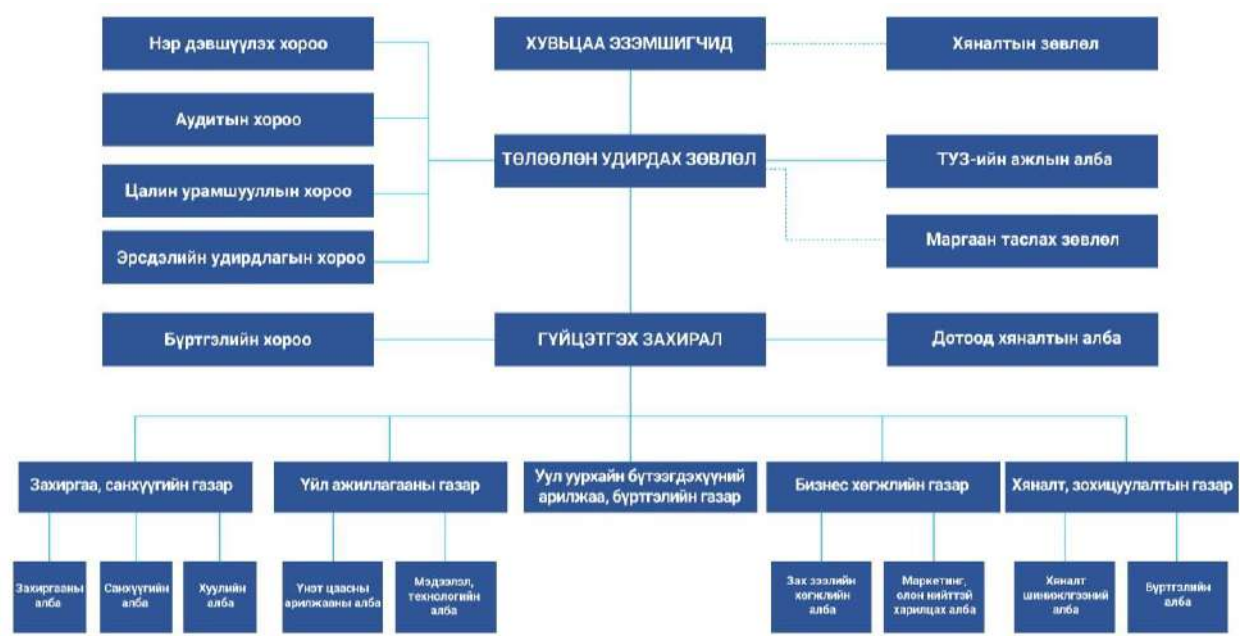 Нэр дэвшүүлэх хороо
ХУВЬЦАА ЭЗЭМШИГЧИД
Хяналтын зөвлөл
Аудитын хороо
ТӨЛӨӨЛӨН УДИРДАХ ЗӨВЛӨЛ
ТУЗ-ийн ажлын алба
Цалин урамшууллын хороо
Маргаан таслах зөвлөл
Эрсдэлийн удирдлагын хороо
Бүртгэлийн хороо
ГҮЙЦЭТГЭХ ЗАХИРАЛ
Дотоод хяналтын алба
Захиргаа, санхүүгийн газар
Үйл ажиллагааны газар
Уул уурхайн бүтээгдэхүүний
арилжаа, бүртгэлийн газар
Бизнес хөгжлийн газар
Хяналт, зохицуулалтын газар
Захиргааны
алба
Санхүүгийн
алба
Хуулийн
алба
Үнэт цаасны
арилжааны алба
Мэдээлэл,
технологийн
алба
Зах зээлийн
хөгжлийн
алба
Маркетинг,
олон нийттэй
харилцах алба
Хяналт
шинжилгээний
алба
Бүртгэлийн
алба